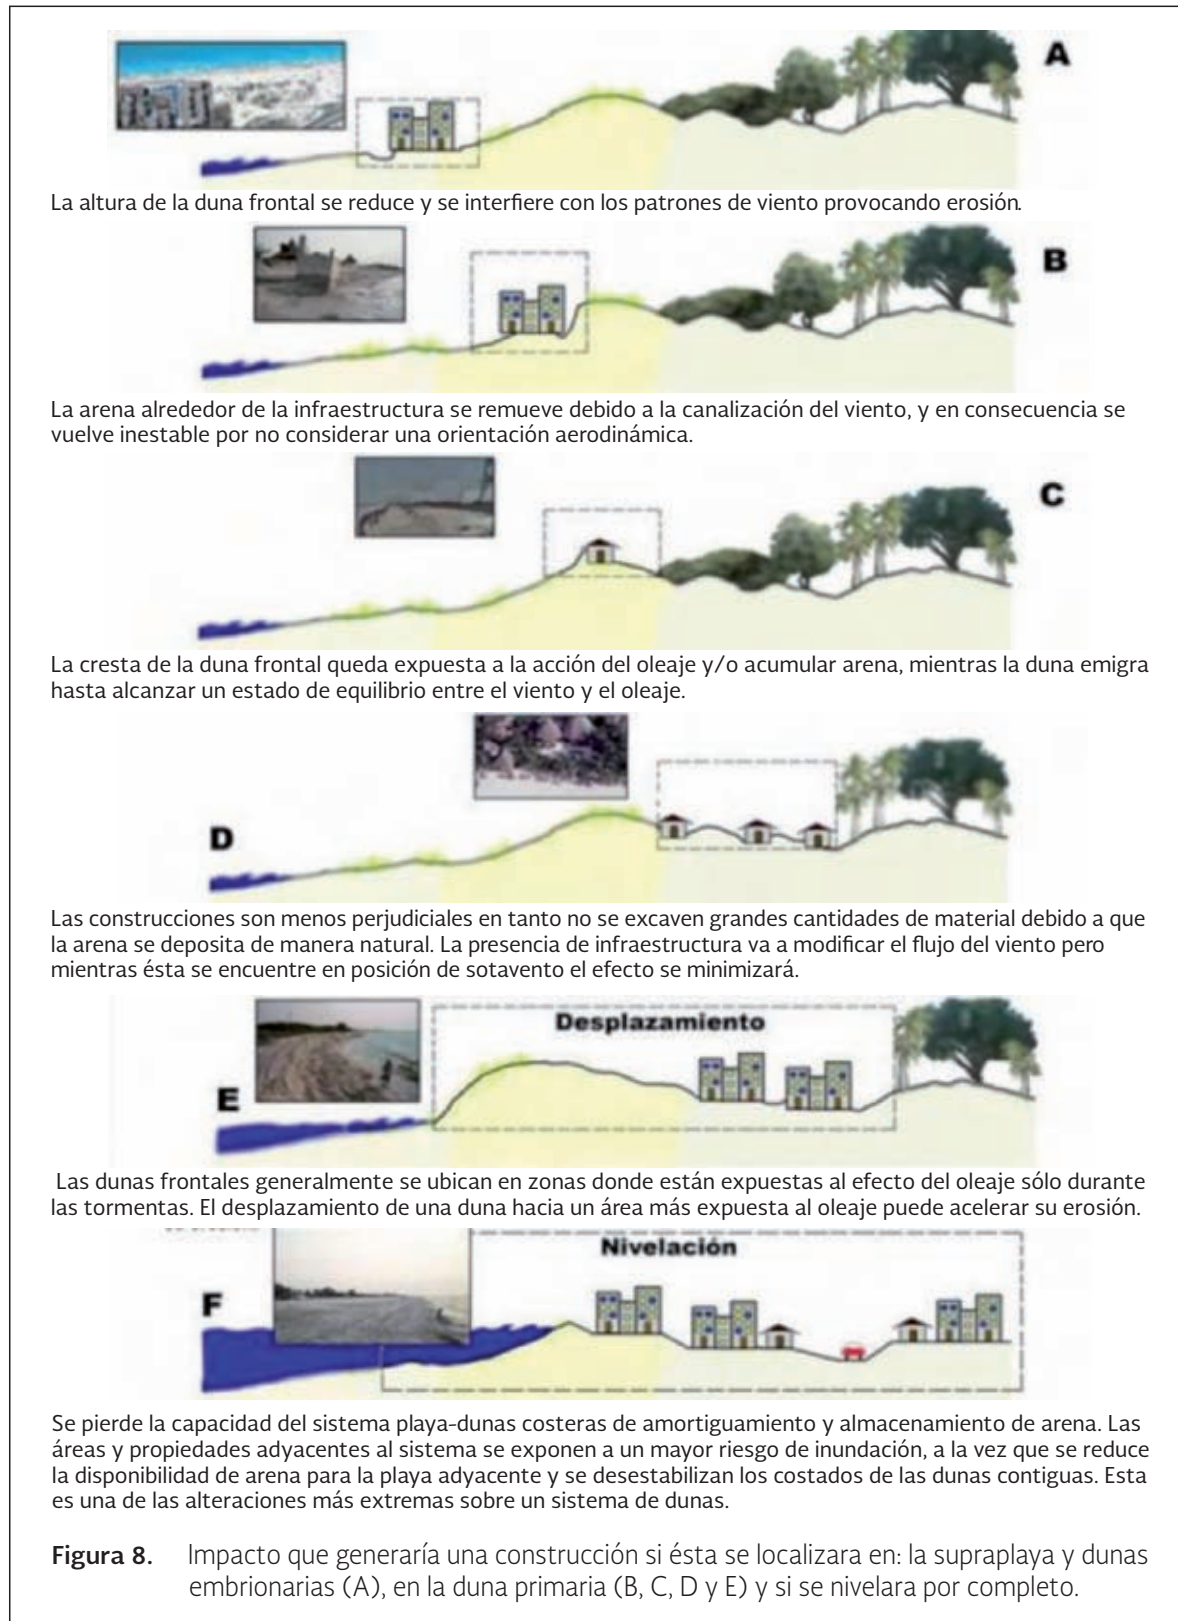 A
La altura de la duna frontal se reduce y se interfiere con los patrones de viento provocando erosión.
B
La arena alrededor de la infraestructura se remueve debido a la canalización del viento, y en consecuencia se
vuelve inestable por no considerar una orientación aerodinámica.
C
La cresta de la duna frontal queda expuesta a la acción del oleaje y/o acumular arena, mientras la duna emigra
hasta alcanzar un estado de equilibrio entre el viento y el oleaje.
D
Las construcciones son menos perjudiciales en tanto no se excaven grandes cantidades de material debido a que
la arena se deposita de manera natural. La presencia de infraestructura va a modificar el flujo del viento pero
mientras ésta se encuentre en posición de sotavento el efecto se minimizará.
Desplazamiento
E
Las dunas frontales generalmente se ubican en zonas donde están expuestas al efecto del oleaje sólo durante
las tormentas. El desplazamiento de una duna hacia un área más expuesta al oleaje puede acelerar su erosión.
Nivelación
F
Se pierde la capacidad del sistema playa-dunas costeras de amortiguamiento y almacenamiento de arena. Las
áreas y propiedades adyacentes al sistema se exponen a un mayor riesgo de inundación, a la vez que se reduce
la disponibilidad de arena para la playa adyacente y se desestabilizan los costados de las dunas contiguas. Esta
es una de las alteraciones más extremas sobre un sistema de dunas.
Figura 8. Impacto que generaría una construcción si ésta se localizara en: la supraplaya y dunas
embrionarias (A), en la duna primaria (B, C, D y E) y si se nivelara por completo.